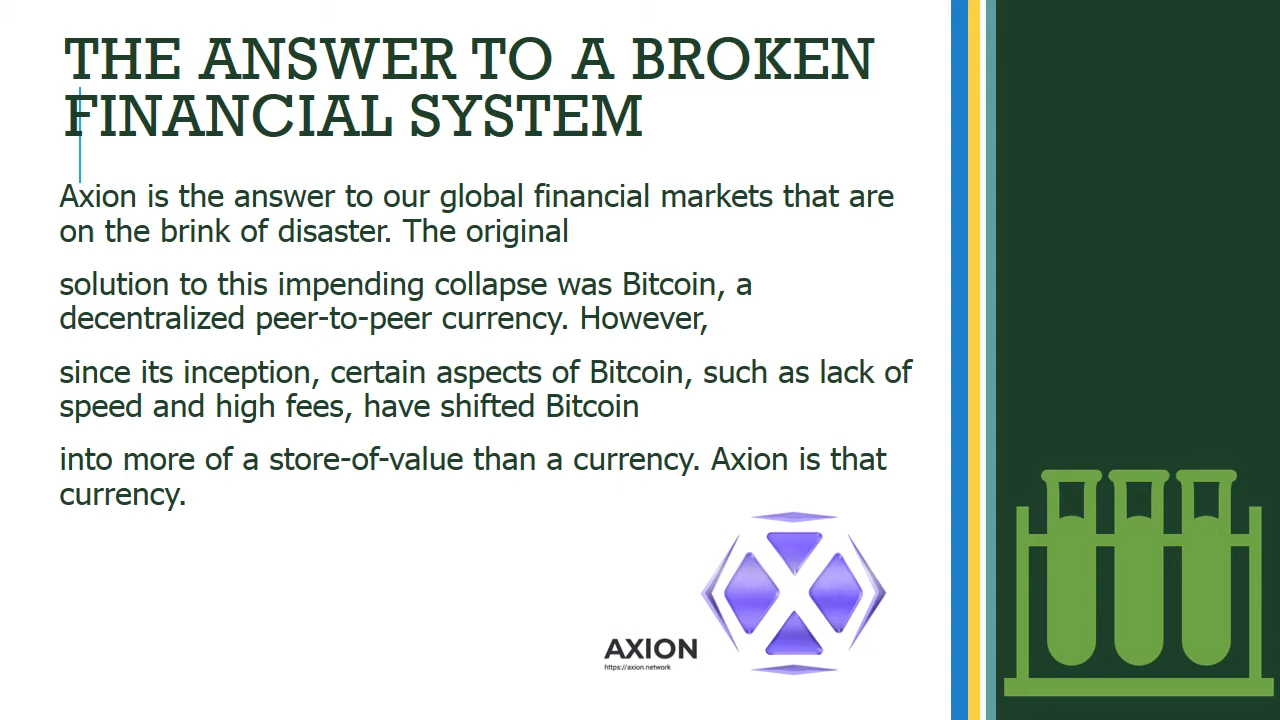 THE ANSWER TO A BROKEN
FINANCIAL SYSTEM
Axion is the answer to our global financial markets that are
on the brink of disaster. The original
solution to this impending collapse was Bitcoin, a
decentralized peer-to-peer currency. However,
since its inception, certain aspects of Bitcoin, such as lack of
speed and high fees, have shifted Bitcoin
into more of a store-of-value than a currency. Axion is that
currency.
AXION
https://axion.network